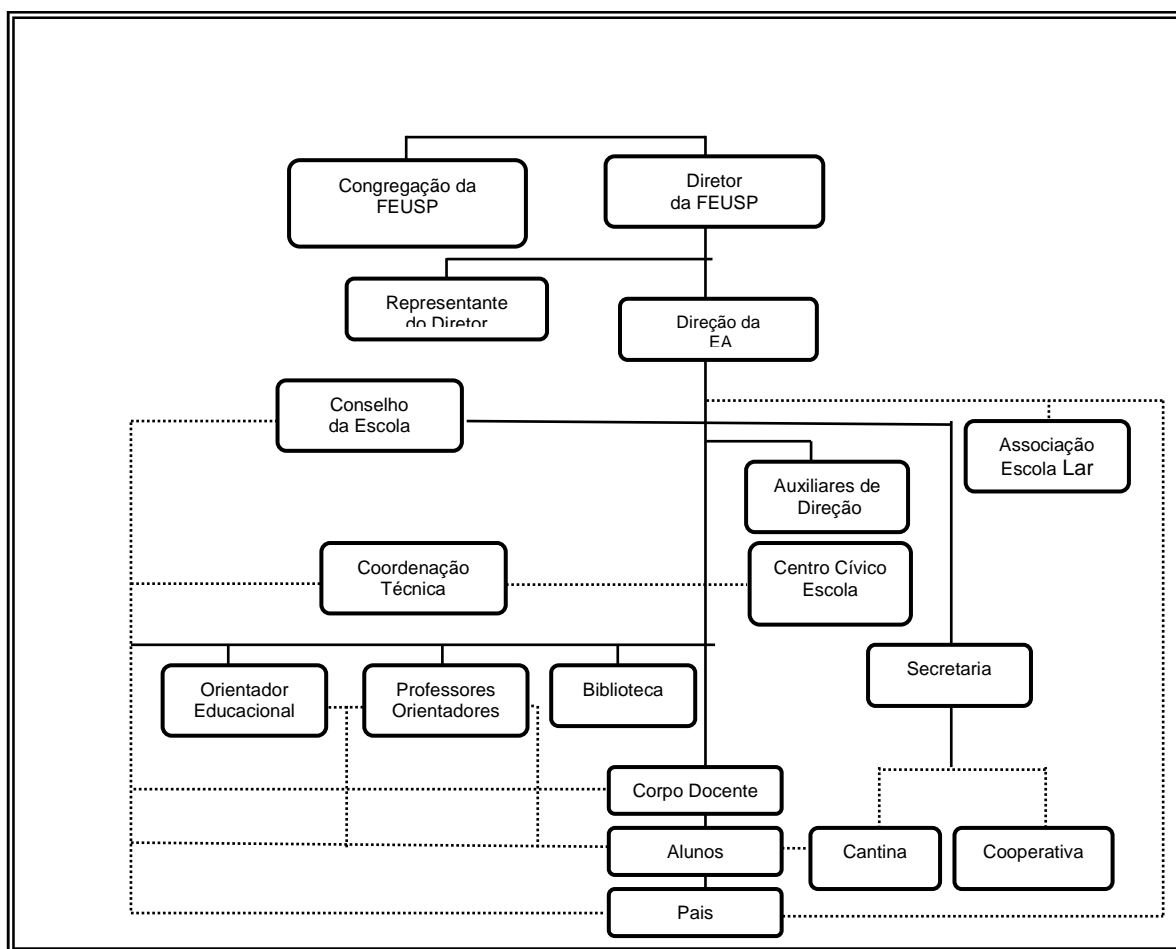 Congregação da
FEUSP
Diretor
da FEUSP
Representante
do Diretor
Direção da
EA
Conselho
da Escola
Associação
Escola Lar
Auxiliares de
Direção
Coordenação
Técnica
Centro Cívico
Escola
Orientador
Educacional
Professores
Orientadores
Biblioteca
Secretaria
Corpo Docente
Alunos
Cantina
Cooperativa
Pais